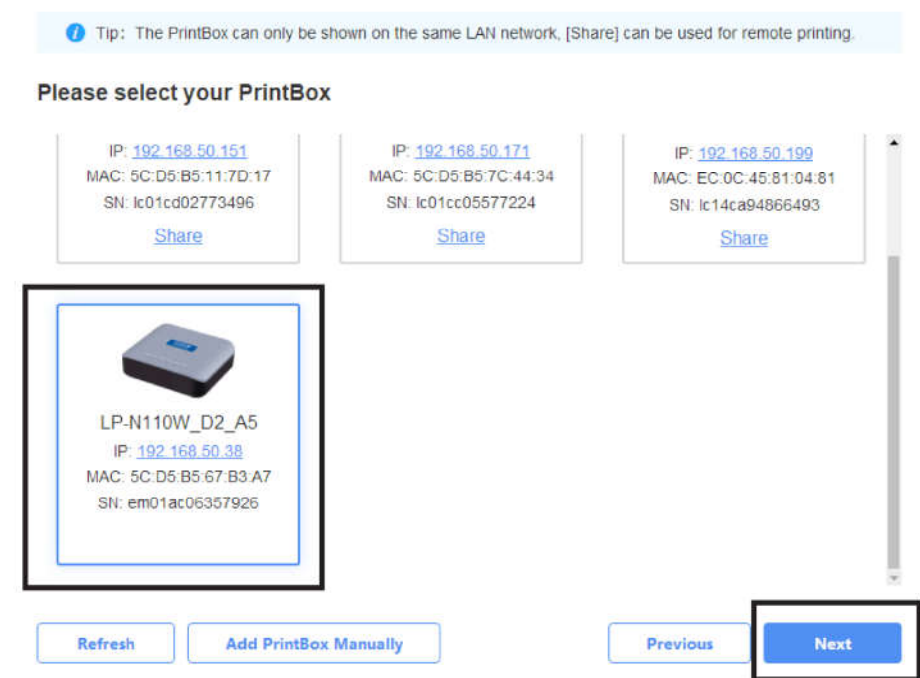 Tip: The PrintBox can only be shown on the same LAN network, [Share] can be used for remote printing.
Please select your PrintBox
IP: 192.168.50.151
MAC: 5C:D5:B5:11:7D:17
SN: lc01cd02773496
Share
IP: 192.168.50.171
MAC: 5C:D5:B5:7C:44:34
SN: lc01cc05577224
Share
IP: 192.168.50.199
MAC: EC:0C:45:81:04:81
SN: lc14ca94866493
Share
LP-N110W_D2_A5
IP: 192.168.50.38
MAC: 5C:D5:B5:67:B3:A7
SN: em01ac06357926
Refresh
Add PrintBox Manually
Previous
Next